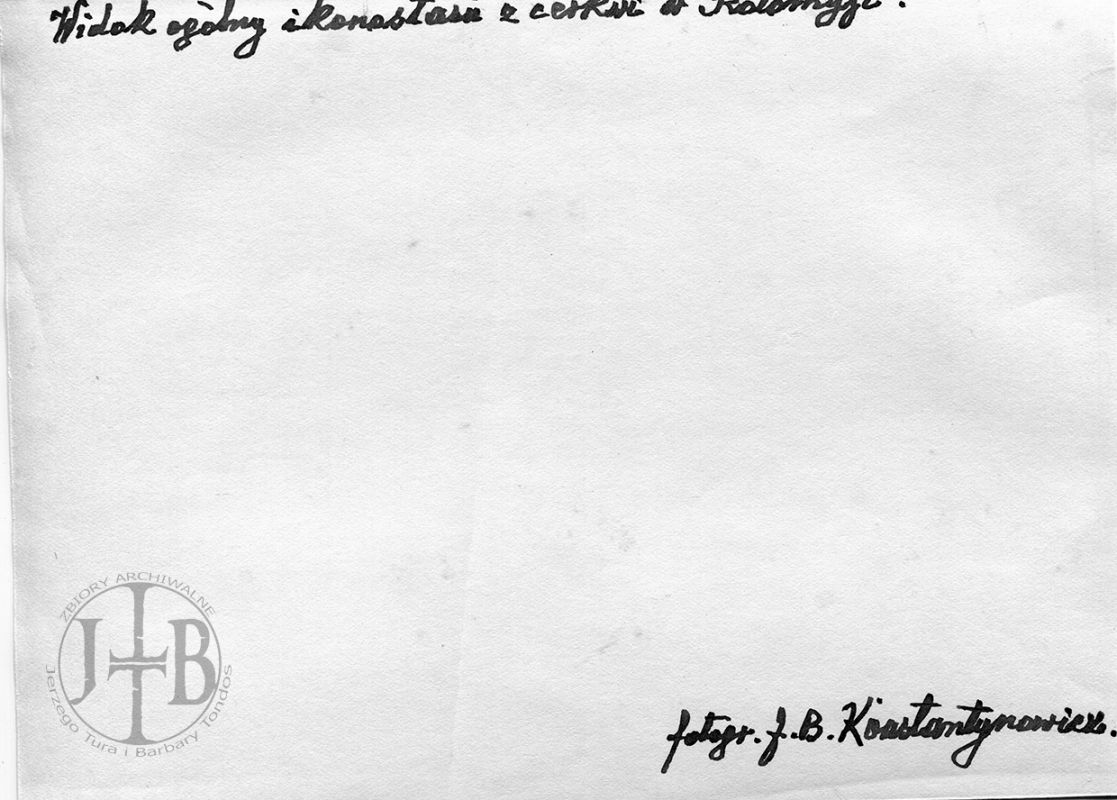 Widok ogólny ikonostasu z cerkwi w Kołomyji.
ZBIORY ARCHIWALNE
JTB
Jerzego Tura i Barbary Tondos
fotogr. J. B. Konstantynowicz.